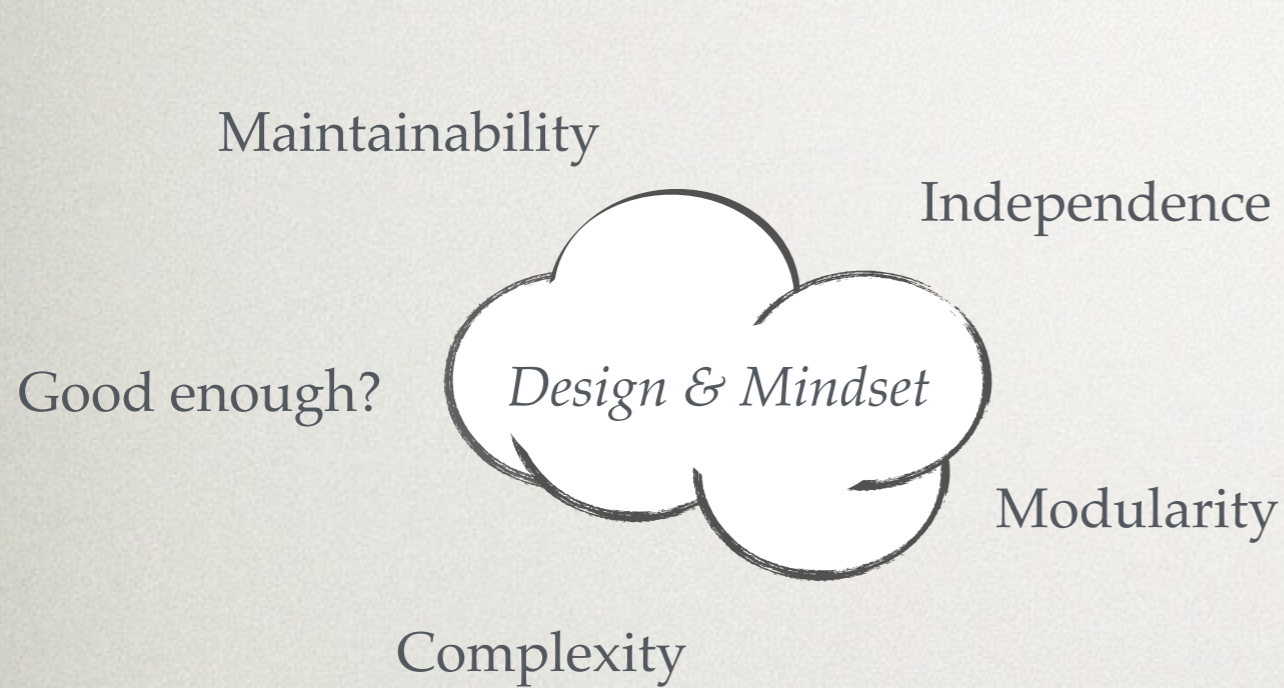 Maintainability
Independence
Good enough?
Design & Mindset
Modularity
Complexity